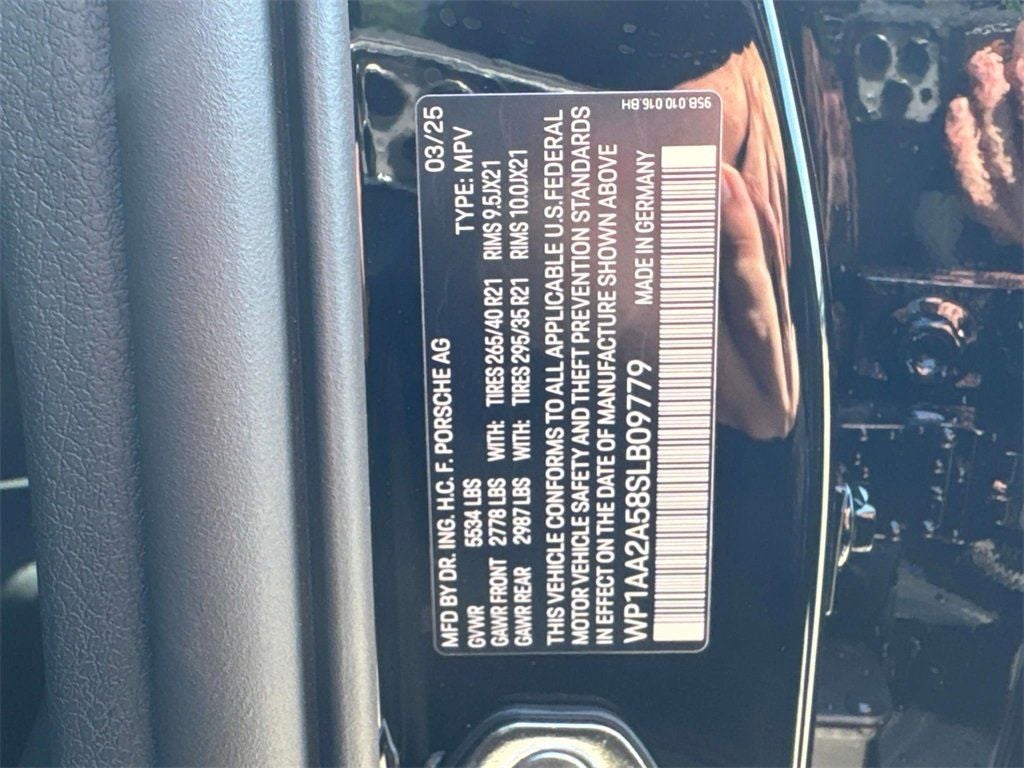 95B.010.016.BH
MFD BY DR. ING. H.C. F. PORSCHE AG 03/25
GVWR 5534 LBS TYPE: MPV
GAWR FRONT 2778 LBS WITH: TIRES 265/40 R21 RIMS 9.5JX21
GAWR REAR 2987 LBS WITH: TIRES 295/35 R21 RIMS 10.0JX21
THIS VEHICLE CONFORMS TO ALL APPLICABLE U.S. FEDERAL
MOTOR VEHICLE SAFETY AND THEFT PREVENTION STANDARDS
IN EFFECT ON THE DATE OF MANUFACTURE SHOWN ABOVE
WP1AA2A58SLB09779 MADE IN GERMANY